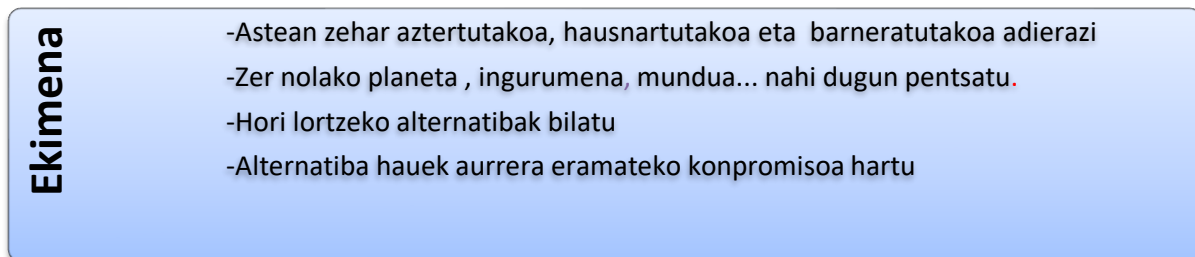 Ekimena
-Astean zehar aztertutakoa, hausnartutakoa eta  barneratutakoa adierazi
-Zer nolako planeta , ingurumena, mundua... nahi dugun pentsatu.
-Hori lortzeko alternatibak bilatu
-Alternatiba hauek aurrera eramateko konpromisoa hartu